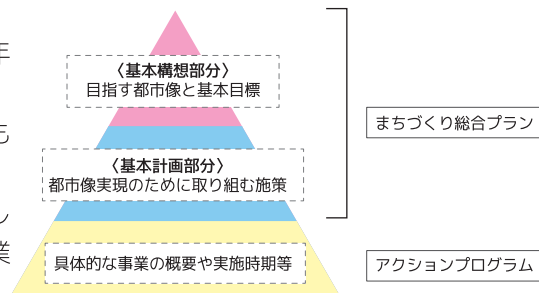 年
〈基本構想部分〉
目指す都市像と基本目標
まちづくり総合プラン
〈基本計画部分〉
都市像実現のために取り組む施策
業
具体的な事業の概要や実施時期等
アクションプログラム